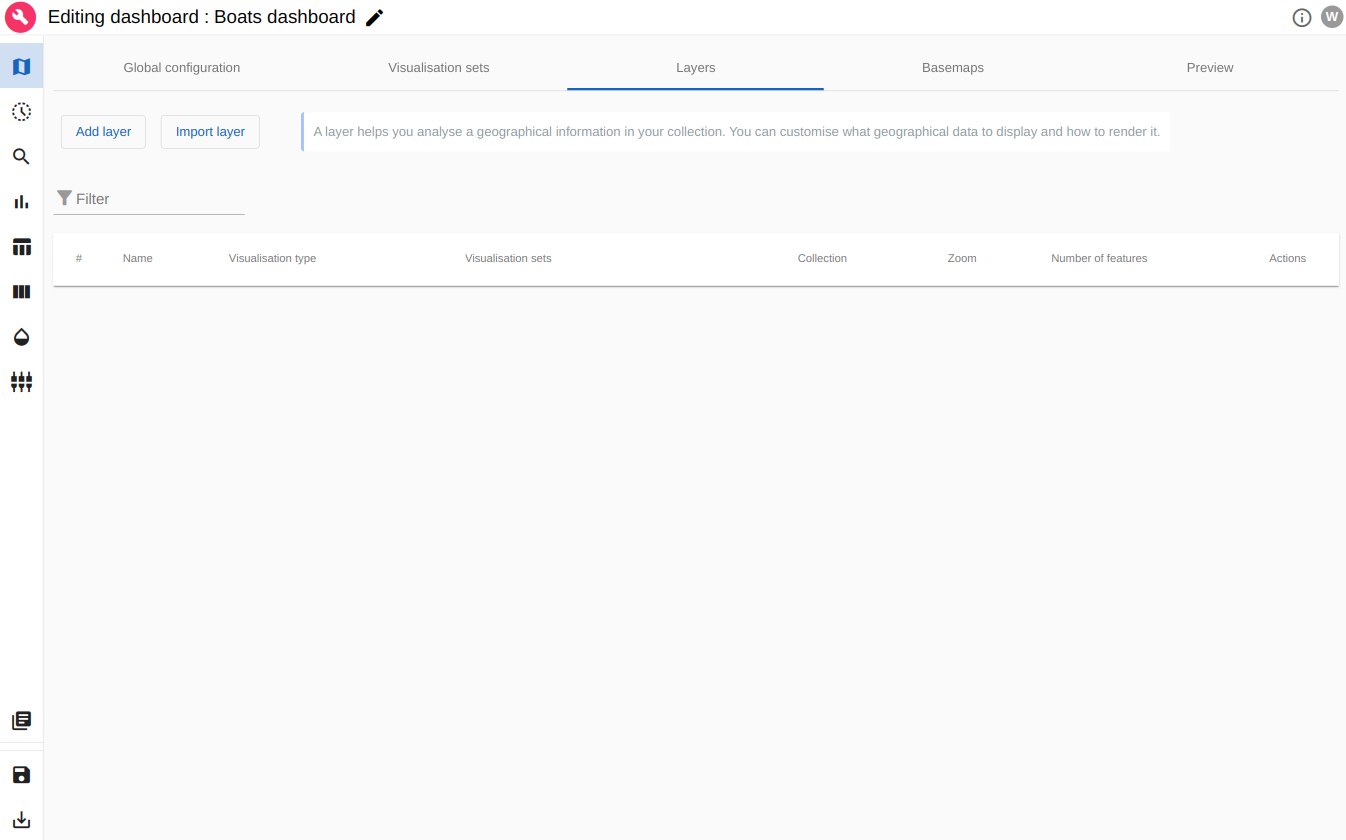 Editing dashboard : Boats dashboard
W
Global configuration Visualisation sets Layers Basemaps Preview
Add layer Import layer A layer helps you analyse a geographical information in your collection. You can customise what geographical data to display and how to render it.
Filter
# Name Visualisation type Visualisation sets Collection Zoom Number of features Actions